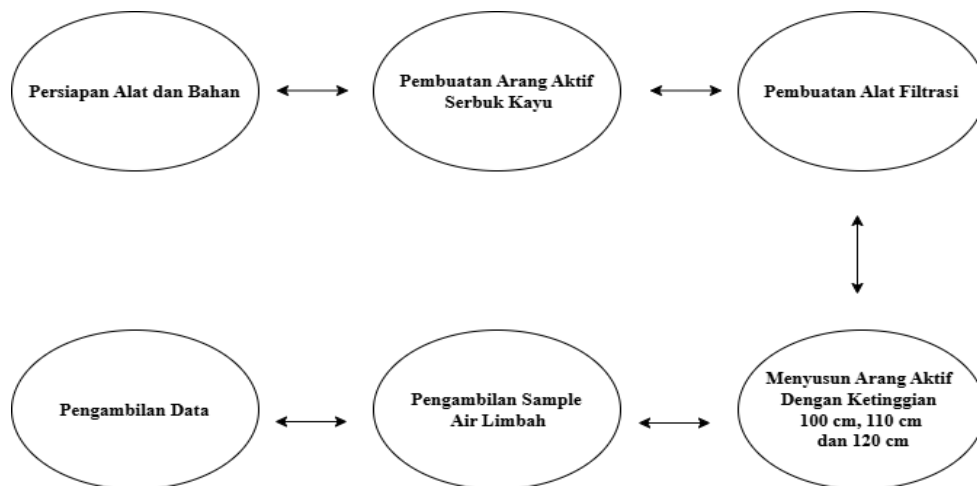 Persiapan Alat dan Bahan
Pembuatan Arang Aktif
Serbuk Kayu
Pembuatan Alat Filtrasi
Menyusun Arang Aktif
Dengan Ketinggian
100 cm, 110 cm
dan 120 cm
Pengambilan Sample
Air Limbah
Pengambilan Data